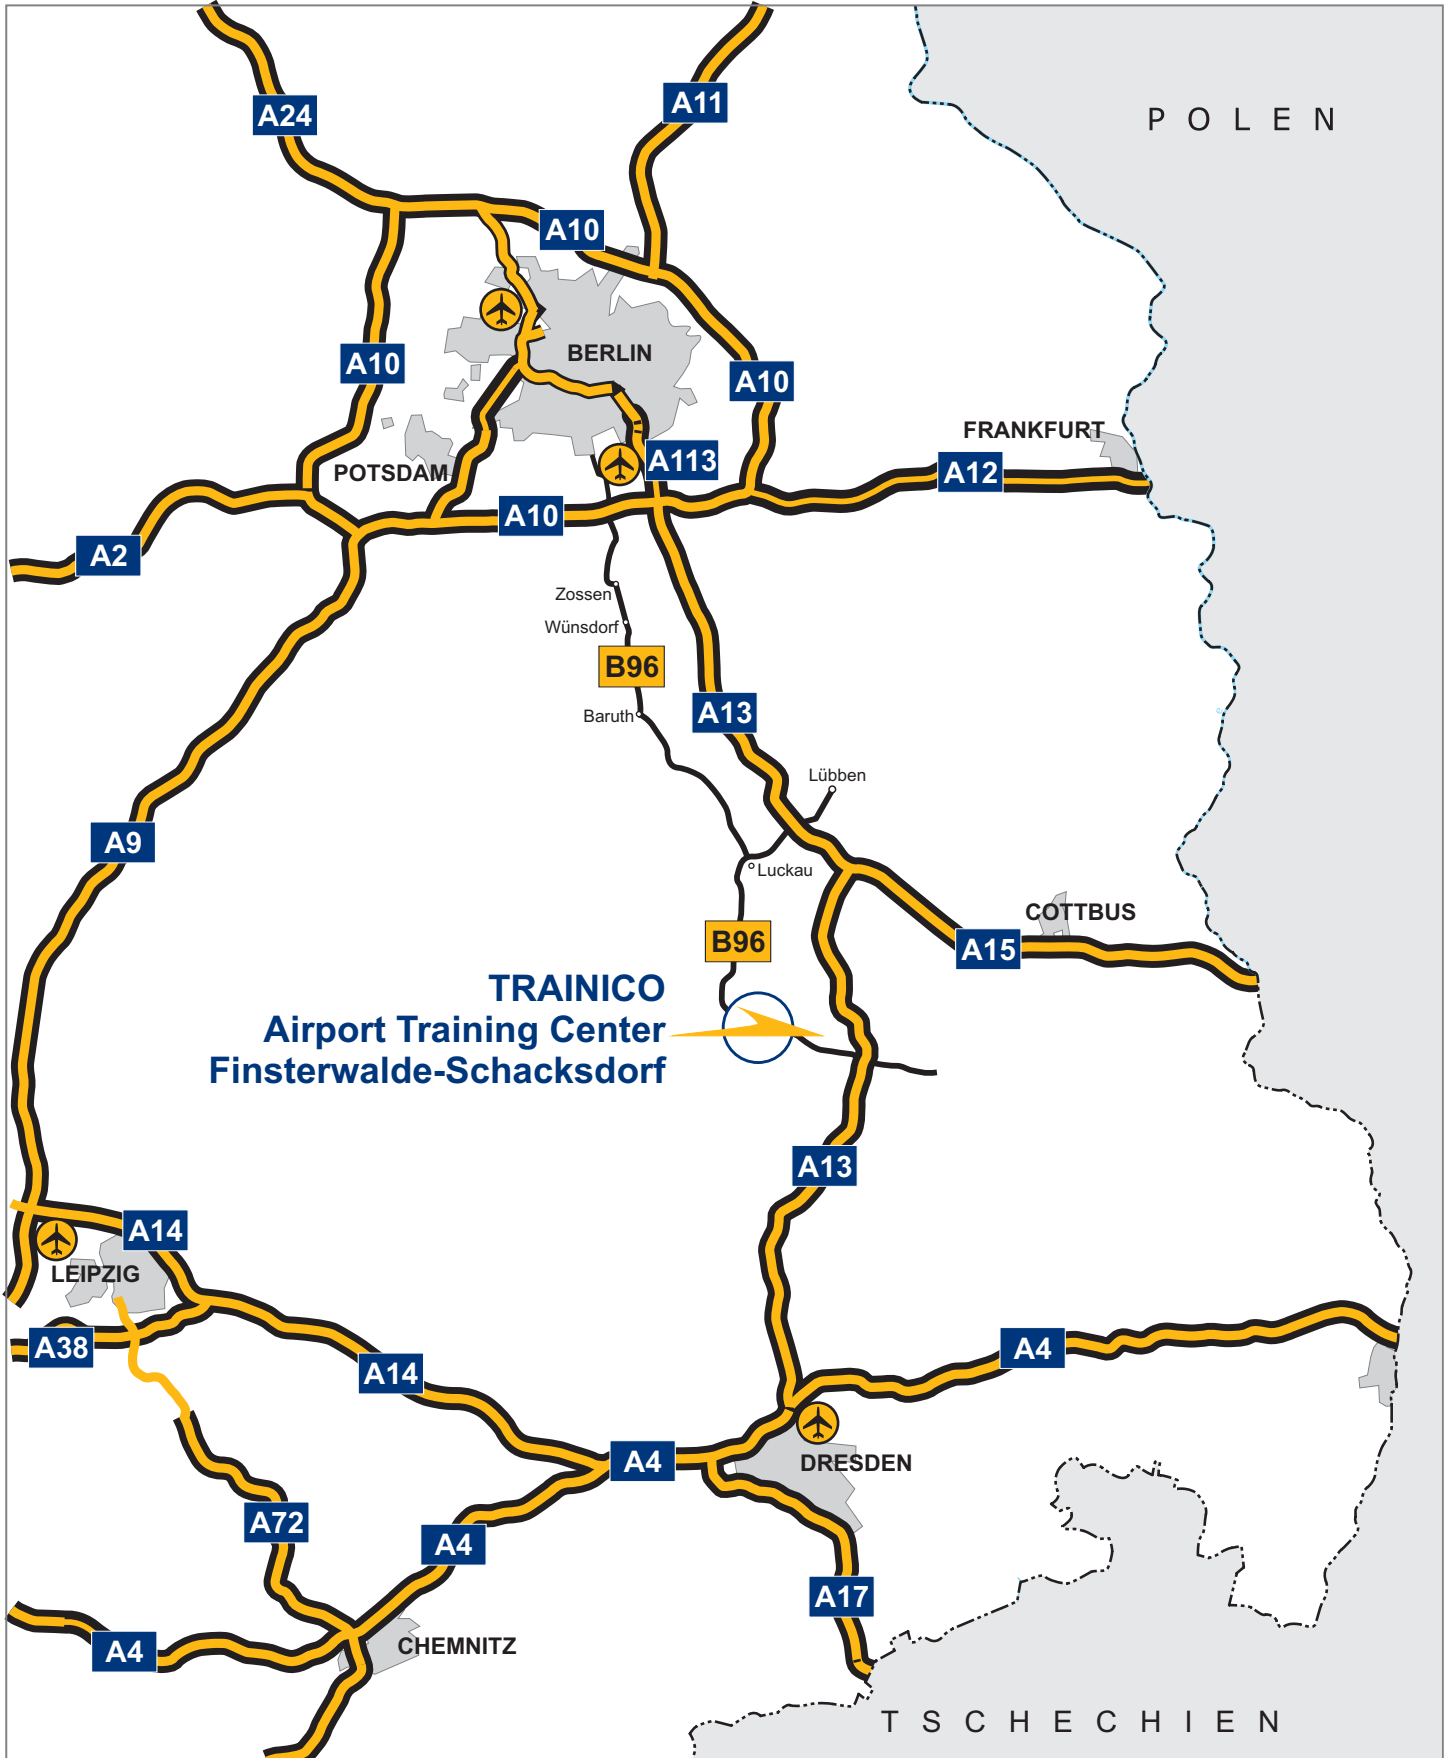 A24
A11
POLEN
A10
A10
BERLIN
A10
FRANKFURT
POTSDAM
A113
A12
A10
A2
Zossen
Wünsdorf
B96
Baruth
A13
Lübben
A9
Luckau
COTTBUS
B96
A15
TRAINICO
Airport Training Center
Finsterwalde-Schacksdorf
A13
A14
LEIPZIG
A38
A4
A14
A4
DRESDEN
A72
A4
A17
A4
CHEMNITZ
TSCHECHIEN